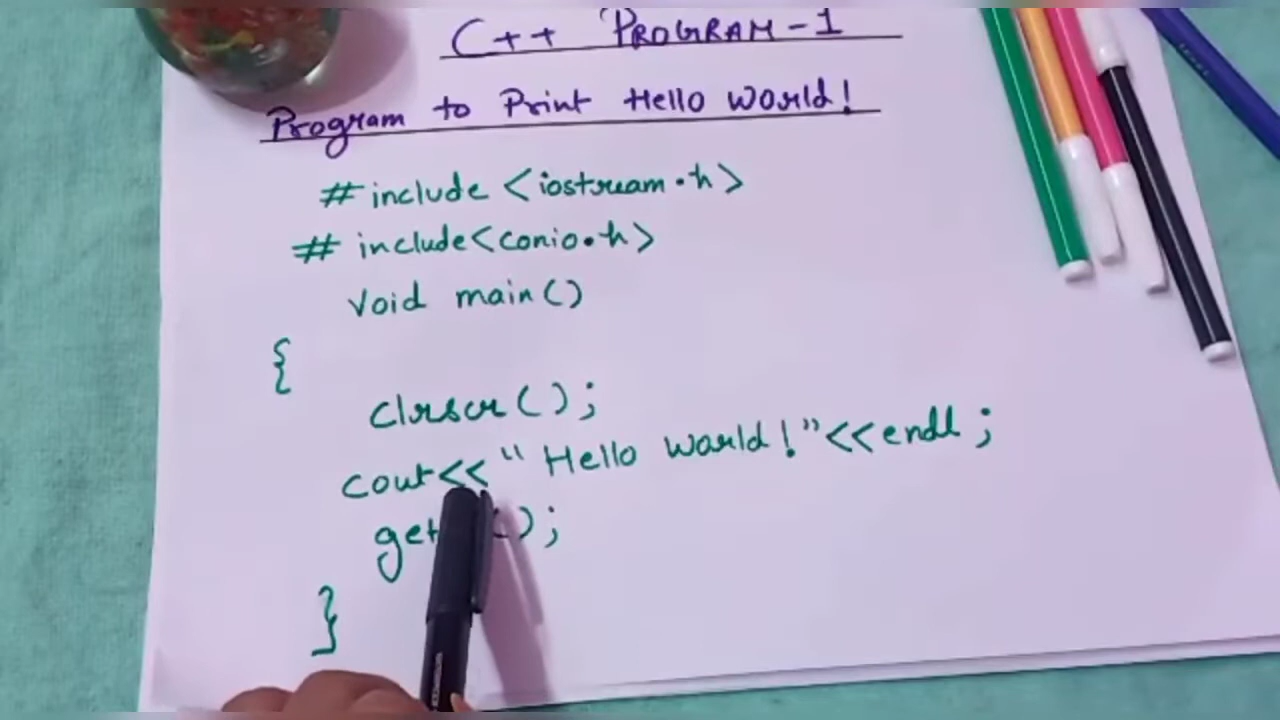 C++ PROGRAM-1
Program to Print Hello World!
#include <iostream.h>
# include<conio.h>
void main()
{
clrscr();
cout<<"Hello world!"<<endl;
();
}